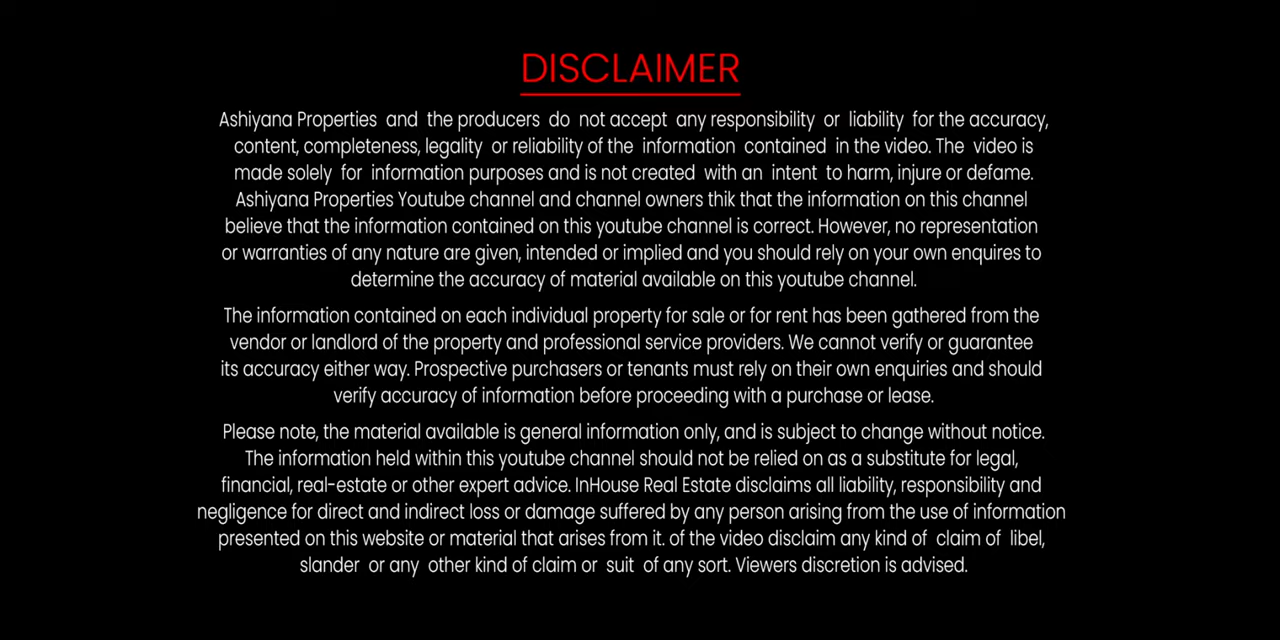 DISCLAIMER
Ashiyana Properties and the producers do not accept any responsibility or liability for the accuracy,
content, completeness, legality or reliability of the information contained in the video. The video is
made solely for information purposes and is not created with an intent to harm, injure or defame.
Ashiyana Properties Youtube channel and channel owners thik that the information on this channel
believe that the information contained on this youtube channel is correct. However, no representation
or warranties of any nature are given, intended or implied and you should rely on your own enquires to
determine the accuracy of material available on this youtube channel.
The information contained on each individual property for sale or for rent has been gathered from the
vendor or landlord of the property and professional service providers. We cannot verify or guarantee
its accuracy either way. Prospective purchasers or tenants must rely on their own enquiries and should
verify accuracy of information before proceeding with a purchase or lease.
Please note, the material available is general information only, and is subject to change without notice.
The information held within this youtube channel should not be relied on as a substitute for legal,
financial, real-estate or other expert advice. InHouse Real Estate disclaims all liability, responsibility and
negligence for direct and indirect loss or damage suffered by any person arising from the use of information
presented on this website or material that arises from it. of the video disclaim any kind of claim of libel,
slander or any other kind of claim or suit of any sort. Viewers discretion is advised.